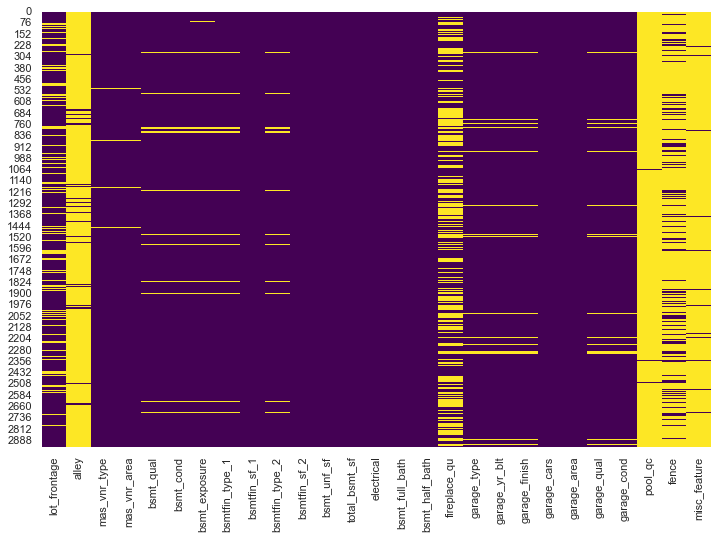 0
76
152
228
304
380
456
532
608
684
760
836
912
988
1064
1140
1216
1292
1368
1444
1520
1596
1672
1748
1824
1900
1976
2052
2128
2204
2280
2356
2432
2508
2584
2660
2736
2812
2888
lot_frontage
alley
mas_vnr_type
mas_vnr_area
bsmt_qual
bsmt_cond
bsmt_exposure
bsmtfin_type_1
bsmtfin_sf_1
bsmtfin_type_2
bsmtfin_sf_2
bsmt_unf_sf
total_bsmt_sf
electrical
bsmt_full_bath
bsmt_half_bath
fireplace_qu
garage_type
garage_yr_blt
garage_finish
garage_cars
garage_area
garage_qual
garage_cond
pool_qc
fence
misc_feature